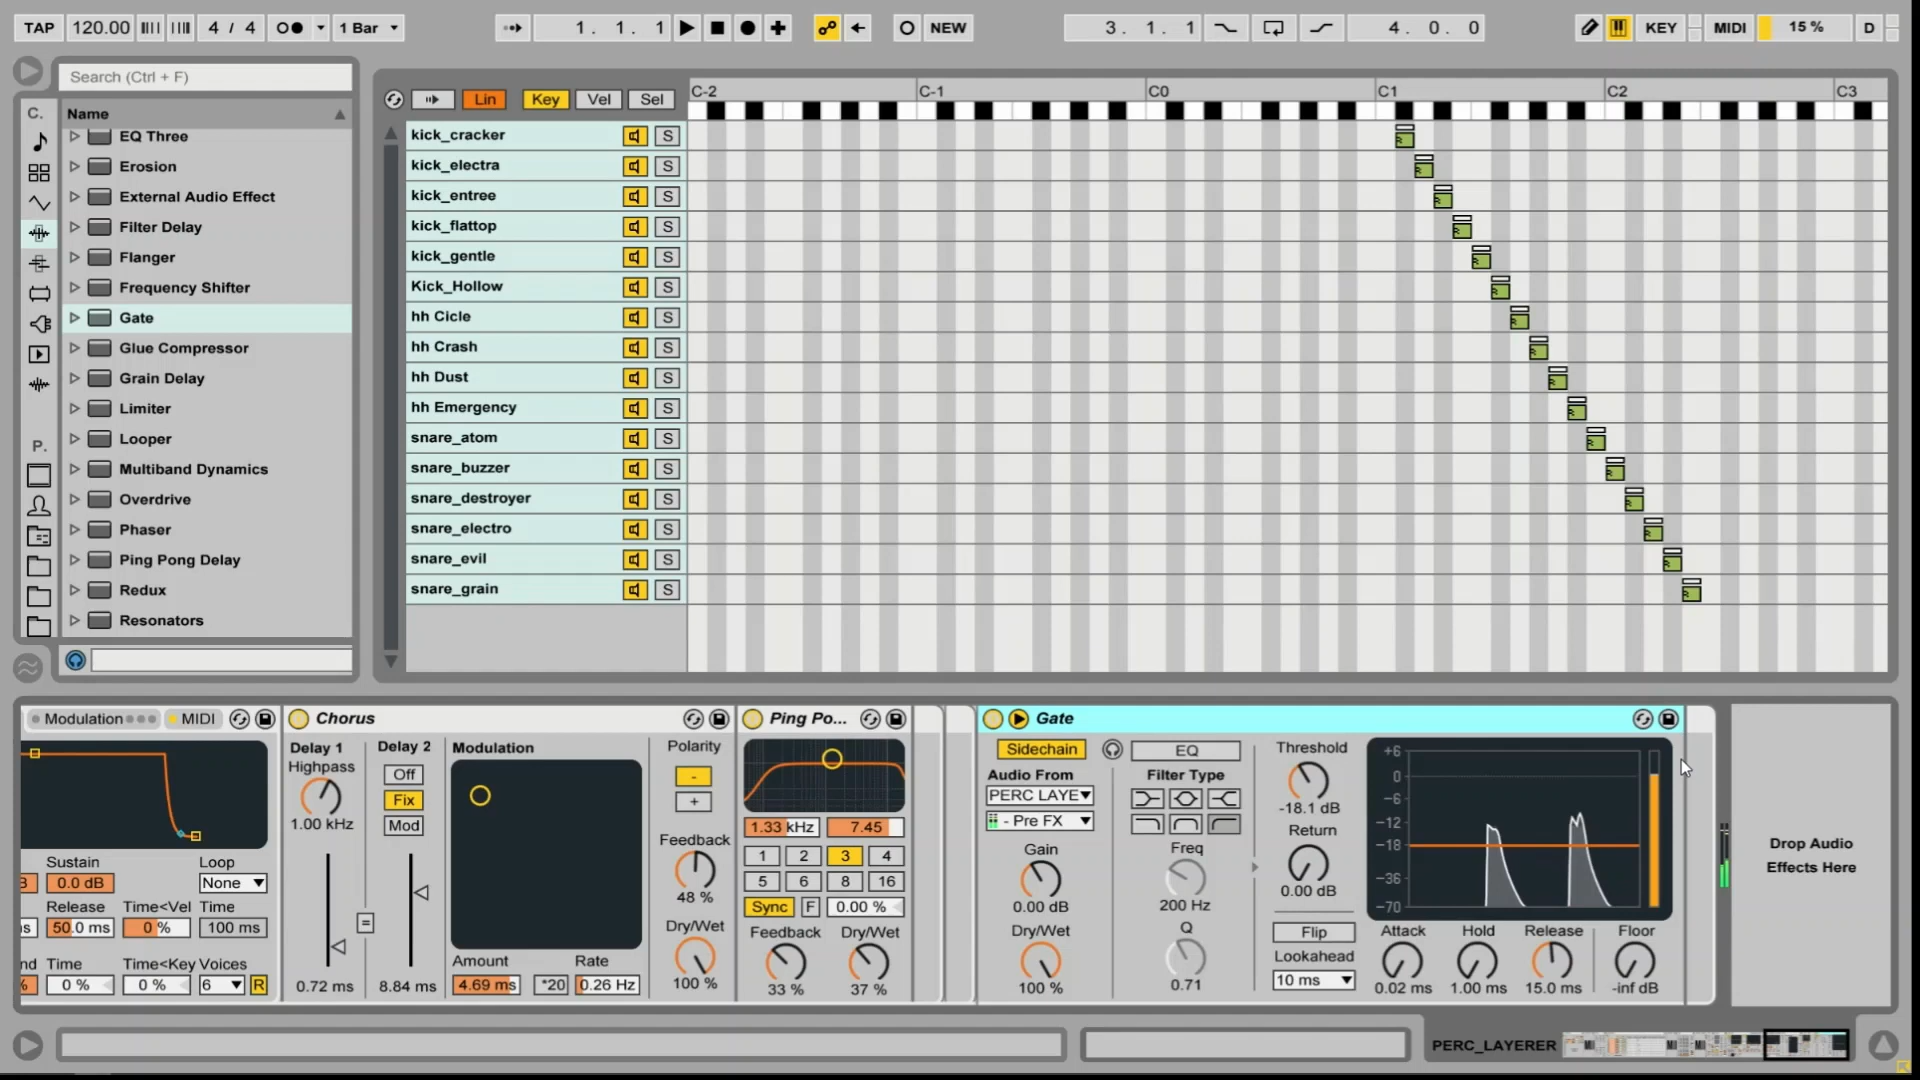 TAP 120.00 4 / 4 1 Bar 1. 1. 1 NEW 3. 1. 1 4. 0. 0 KEY MIDI 15 % D
Search (Ctrl + F)
C. Name
EQ Three
Erosion
External Audio Effect
Filter Delay
Flanger
Frequency Shifter
Gate
Glue Compressor
Grain Delay
Limiter
Looper
P.
Multiband Dynamics
Overdrive
Phaser
Ping Pong Delay
Redux
Resonators
Lin Key Vel Sel
C-2 C-1 C0 C1 C2 C3
kick_cracker S
kick_electra S
kick_entree S
kick_flattop S
kick_gentle S
Kick_Hollow S
hh Cicle S
hh Crash S
hh Dust S
hh Emergency S
snare_atom S
snare_buzzer S
snare_destroyer S
snare_electro S
snare_evil S
snare_grain S
Modulation MIDI
Sustain Loop
0.0 dB None
Release Time<Vel Time
50.0 ms 0 % 100 ms
Time Time<Key Voices
0 % 0 % 6 R
Chorus
Delay 1
Highpass
1.00 kHz
0.72 ms
=
Delay 2
Off
Fix
Mod
8.84 ms
Modulation
Amount Rate
4.69 ms *20 0.26 Hz
Polarity
-
+
Feedback
48 %
Dry/Wet
100 %
Ping Po...
1.33 kHz 7.45
1 2 3 4
5 6 8 16
Sync F 0.00 %
Feedback Dry/Wet
33 % 37 %
Gate
Sidechain
Audio From
PERC LAYE
- Pre FX
Gain
0.00 dB
Dry/Wet
100 %
EQ
Filter Type
Freq
200 Hz
Q
0.71
Threshold
-18.1 dB
Return
0.00 dB
Flip
Lookahead
10 ms
+6
0
-6
-12
-18
-36
-70
Attack Hold Release Floor
0.02 ms 1.00 ms 15.0 ms -inf dB
Drop Audio
Effects Here
PERC_LAYERER